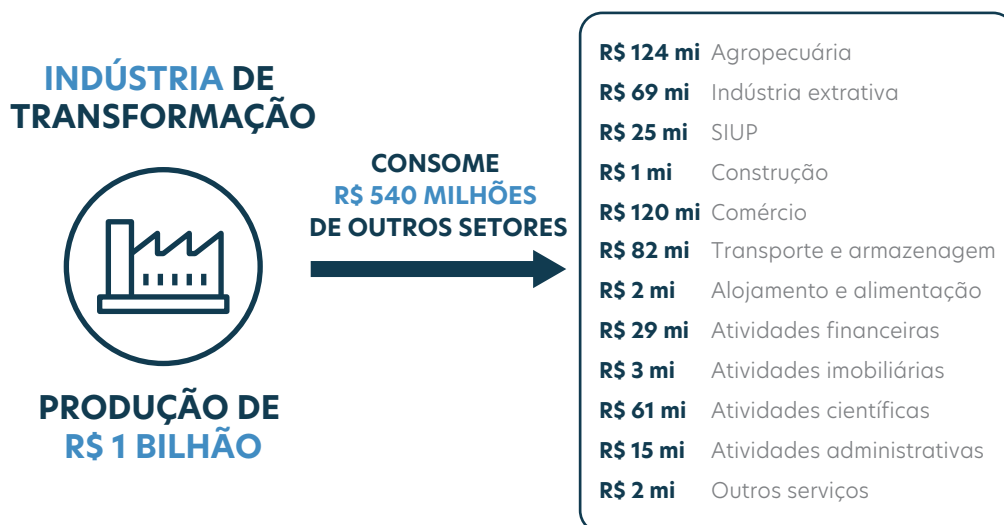 INDÚSTRIA DE
TRANSFORMAÇÃO
PRODUÇÃO DE
R$ 1 BILHÃO
CONSOME
R$ 540 MILHÕES
DE OUTROS SETORES
R$ 124 mi Agropecuária
R$ 69 mi Indústria extrativa
R$ 25 mi SIUP
R$ 1 mi Construção
R$ 120 mi Comércio
R$ 82 mi Transporte e armazenagem
R$ 2 mi Alojamento e alimentação
R$ 29 mi Atividades financeiras
R$ 3 mi Atividades imobiliárias
R$ 61 mi Atividades científicas
R$ 15 mi Atividades administrativas
R$ 2 mi Outros serviços